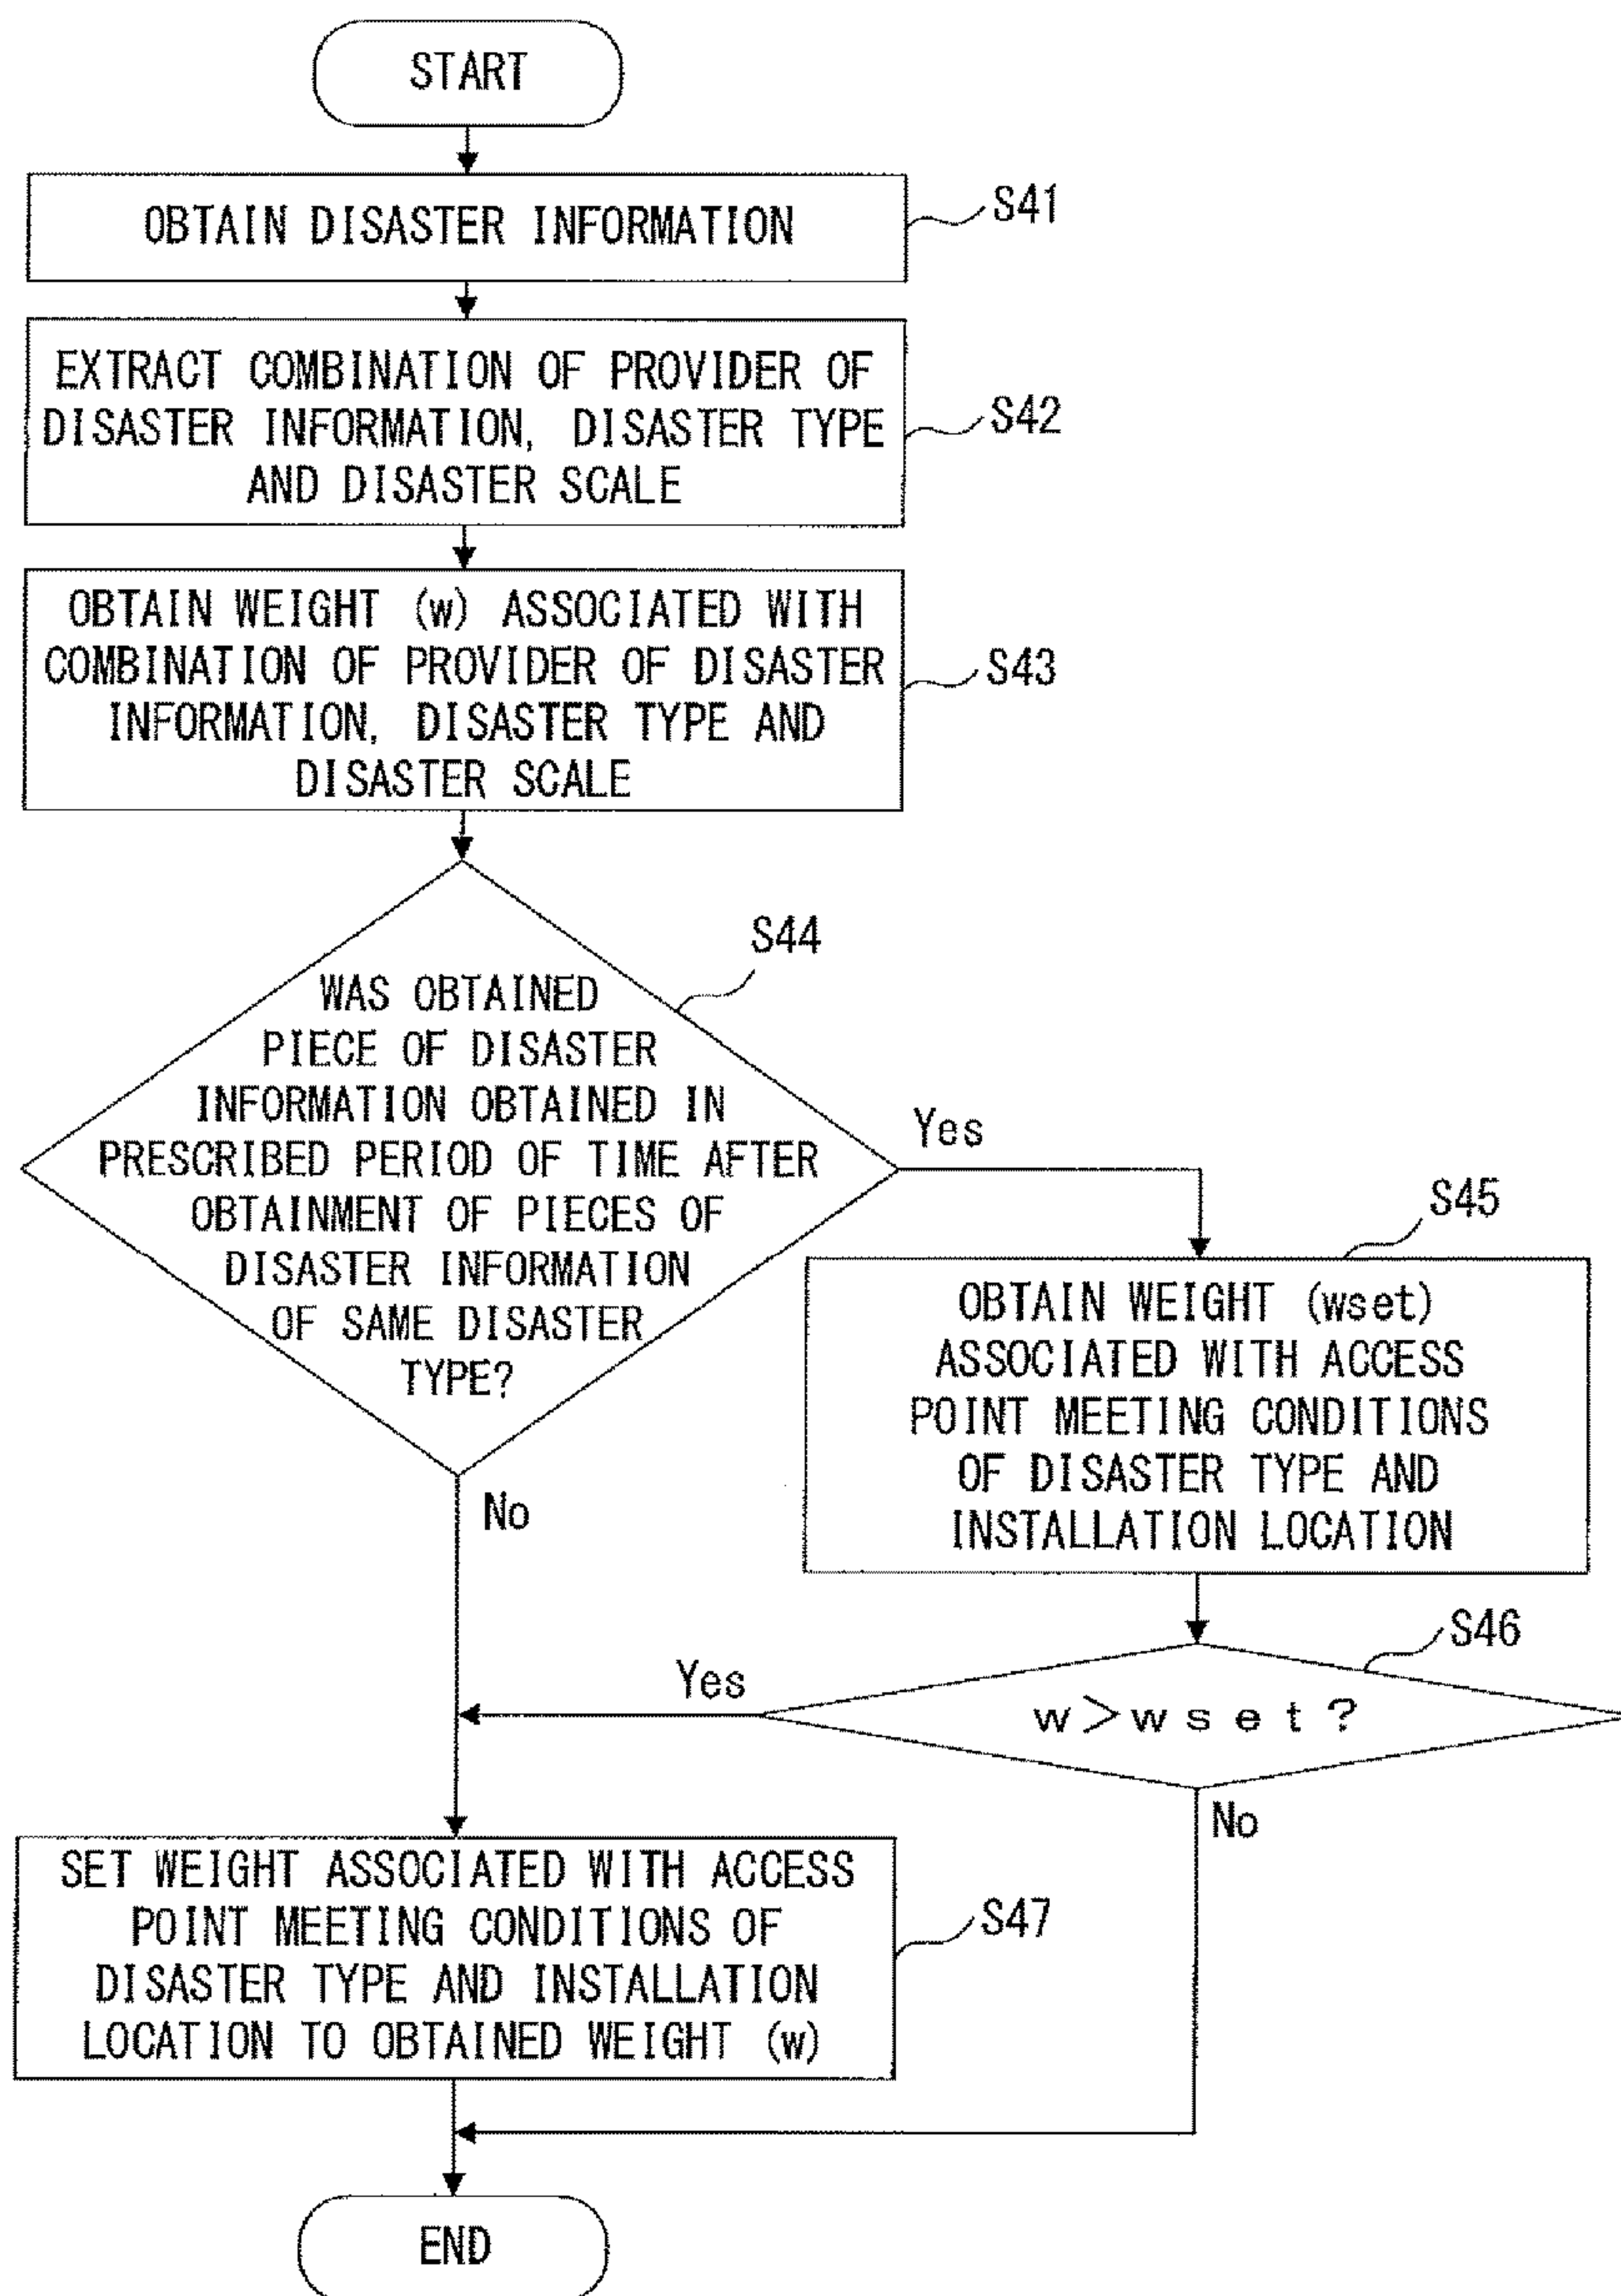 START
OBTAIN DISASTER INFORMATION
S41
EXTRACT COMBINATION OF PROVIDER OF
DISASTER INFORMATION, DISASTER TYPE
AND DISASTER SCALE
S42
OBTAIN WEIGHT (w) ASSOCIATED WITH
COMBINATION OF PROVIDER OF DISASTER
INFORMATION, DISASTER TYPE AND
DISASTER SCALE
S43
S44
WAS OBTAINED
PIECE OF DISASTER
INFORMATION OBTAINED IN
PRESCRIBED PERIOD OF TIME AFTER
OBTAINMENT OF PIECES OF
DISASTER INFORMATION
OF SAME DISASTER
TYPE?
Yes
No
S45
OBTAIN WEIGHT (wset)
ASSOCIATED WITH ACCESS
POINT MEETING CONDITIONS
OF DISASTER TYPE AND
INSTALLATION LOCATION
S46
w>wset?
Yes
No
SET WEIGHT ASSOCIATED WITH ACCESS
POINT MEETING CONDITIONS OF
DISASTER TYPE AND INSTALLATION
LOCATION TO OBTAINED WEIGHT (w)
S47
END